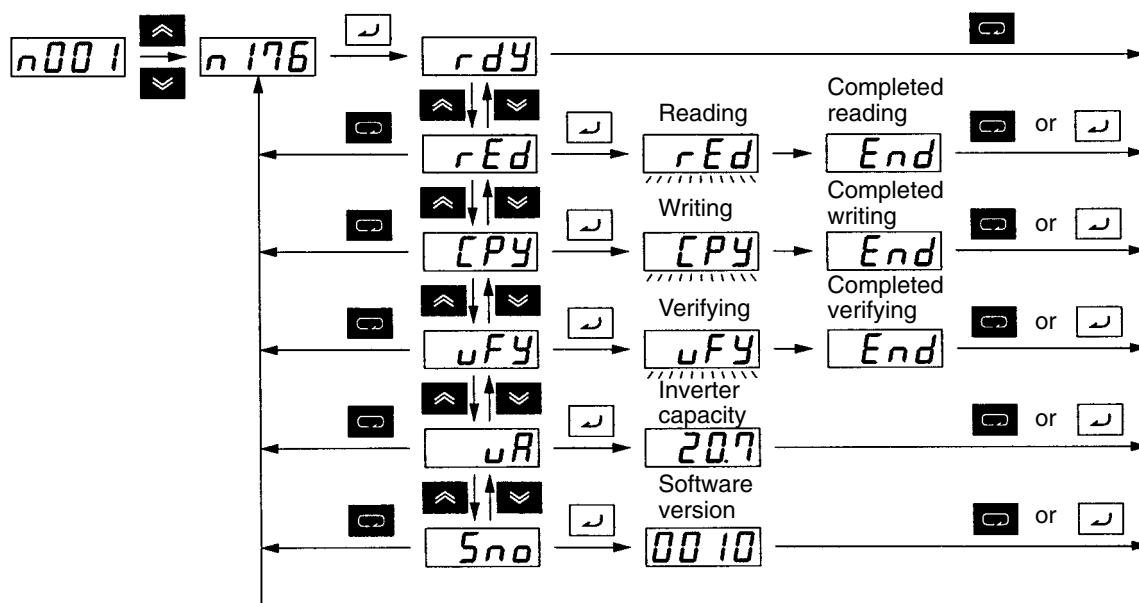 n001
n176
rdy
Completed
reading
Reading
or
rEd
rEd
End
Completed
writing
Writing
or
CPY
CPY
End
Completed
verifying
Verifying
or
uFY
uFY
End
Inverter
capacity
or
uA
20.7
Software
version
or
Sno
0010